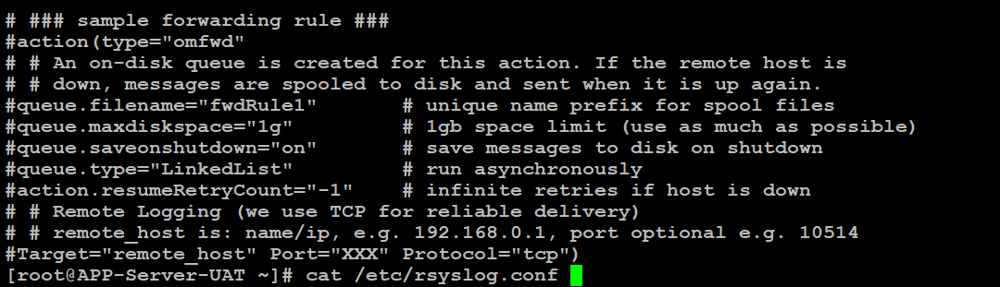 # ### sample forwarding rule ###
#action(type="omfwd"
# # An on-disk queue is created for this action. If the remote host is
# # down, messages are spooled to disk and sent when it is up again.
#queue.filename="fwdRule1"       # unique name prefix for spool files
#queue.maxdiskspace="1g"         # 1gb space limit (use as much as possible)
#queue.saveonshutdown="on"       # save messages to disk on shutdown
#queue.type="LinkedList"         # run asynchronously
#action.resumeRetryCount="-1"    # infinite retries if host is down
# # Remote Logging (we use TCP for reliable delivery)
# # remote_host is: name/ip, e.g. 192.168.0.1, port optional e.g. 10514
#Target="remote_host" Port="XXX" Protocol="tcp")
[root@APP-Server-UAT ~]# cat /etc/rsyslog.conf